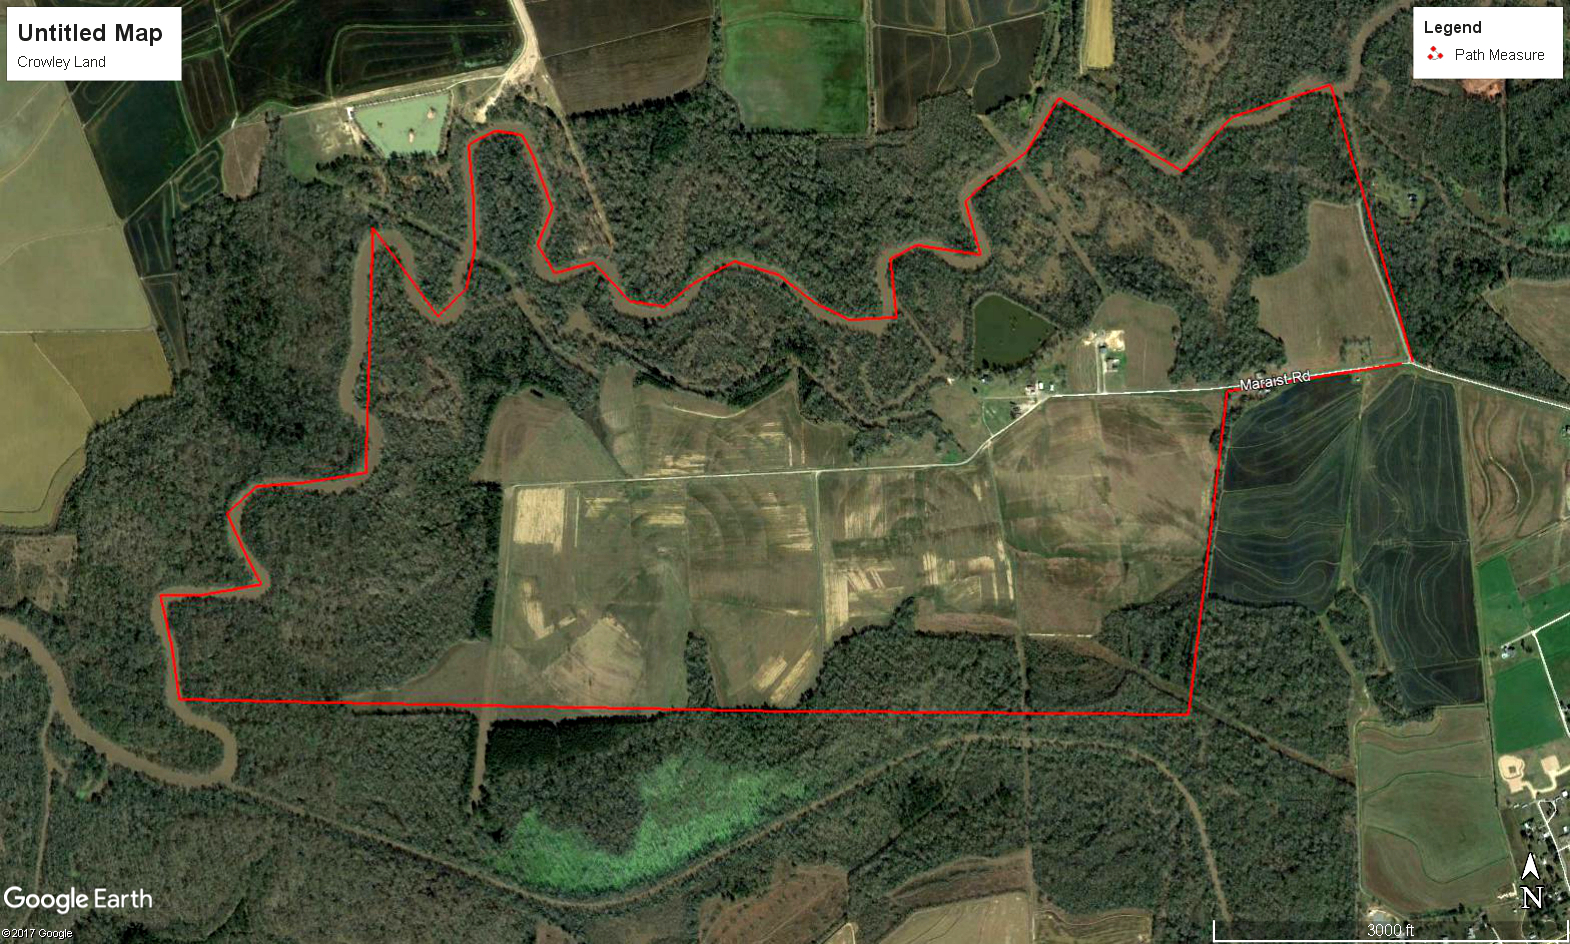 Untitled Map
Crowley Land
Legend
Path Measure
Maraist Rd
Google Earth
©2017 Google
N
3000 ft